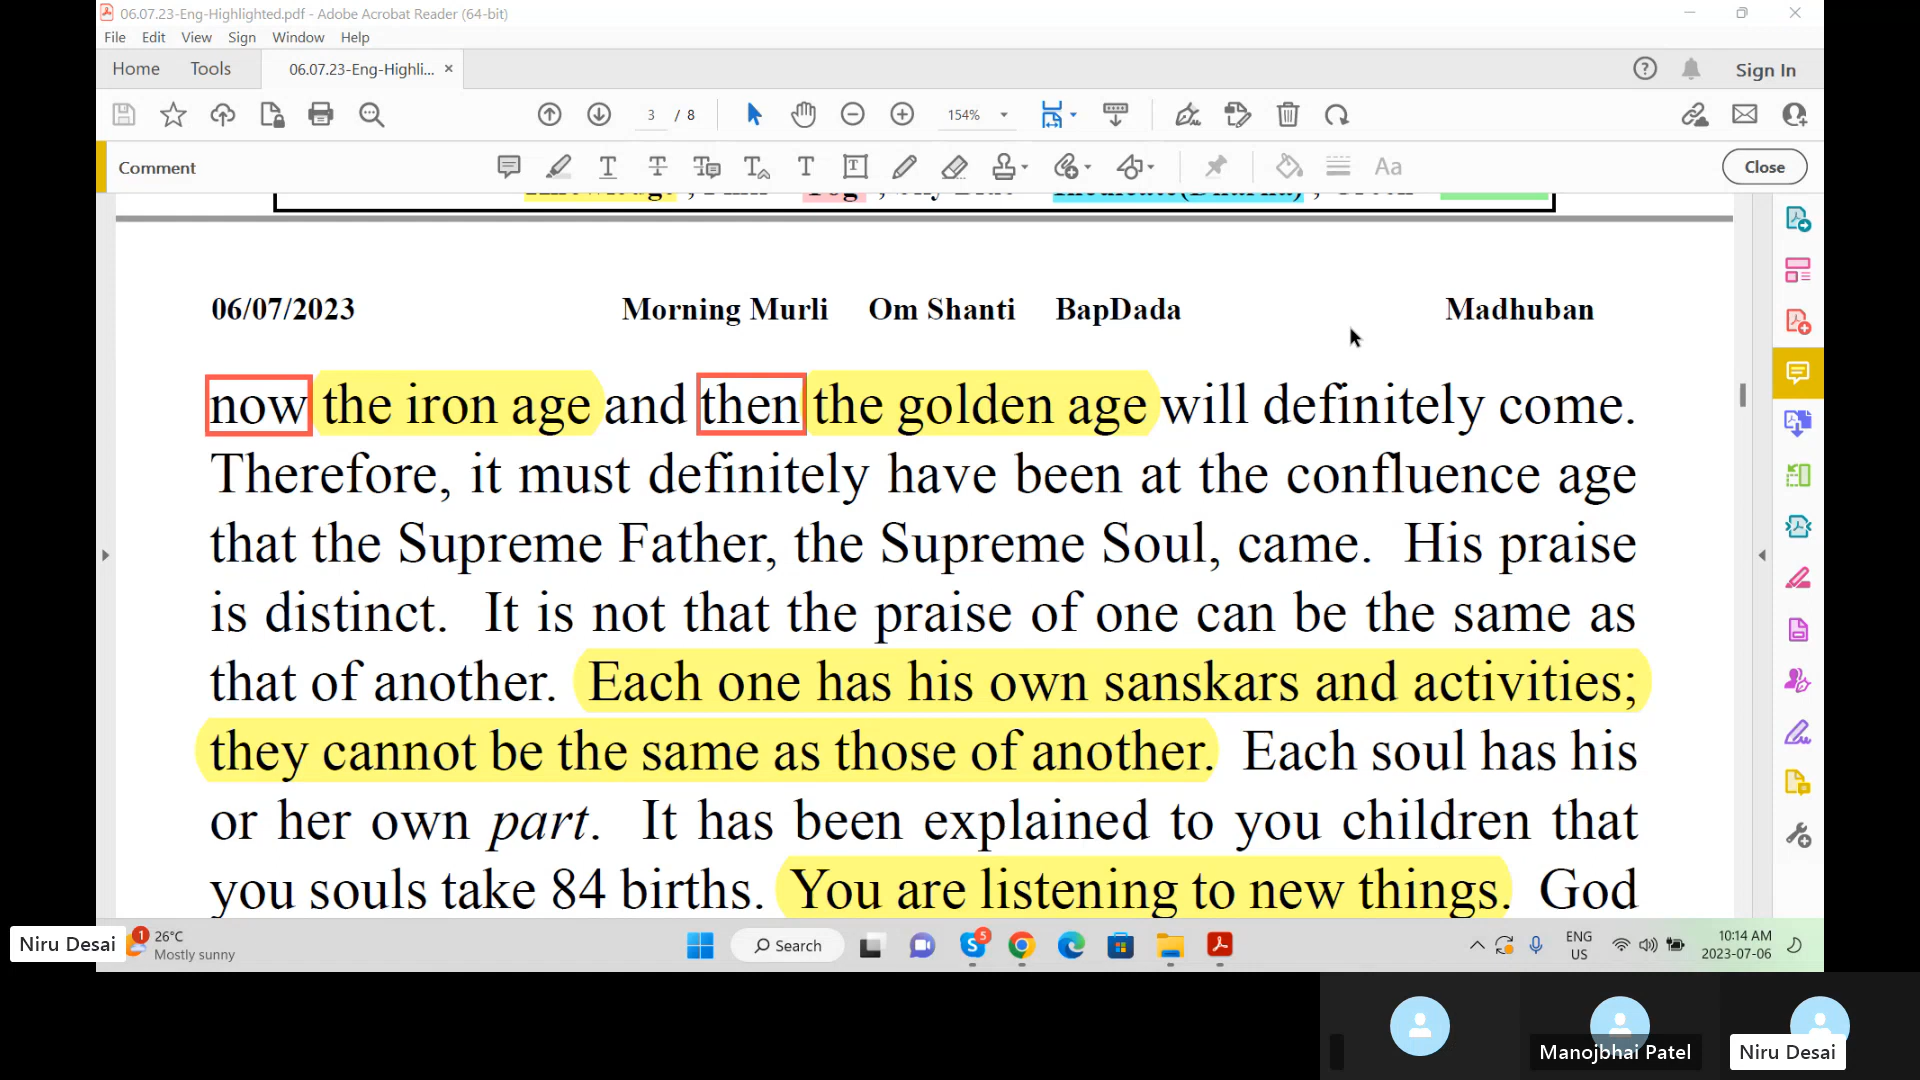 06.07.23-Eng-Highlighted.pdf - Adobe Acrobat Reader (64-bit)
File Edit View Sign Window Help
Home Tools 06.07.23-Eng-Highli... × Sign In
3 / 8 154%
Comment Close
06/07/2023 Morning Murli Om Shanti BapDada Madhuban
now the iron age and then the golden age will definitely come.
Therefore, it must definitely have been at the confluence age
that the Supreme Father, the Supreme Soul, came. His praise
is distinct. It is not that the praise of one can be the same as
that of another. Each one has his own sanskars and activities;
they cannot be the same as those of another. Each soul has his
or her own part. It has been explained to you children that
you souls take 84 births. You are listening to new things. God
Niru Desai
1 26°C
Mostly sunny
Search
5
ENG
US
10:14 AM
2023-07-06
Manojbhai Patel
Niru Desai